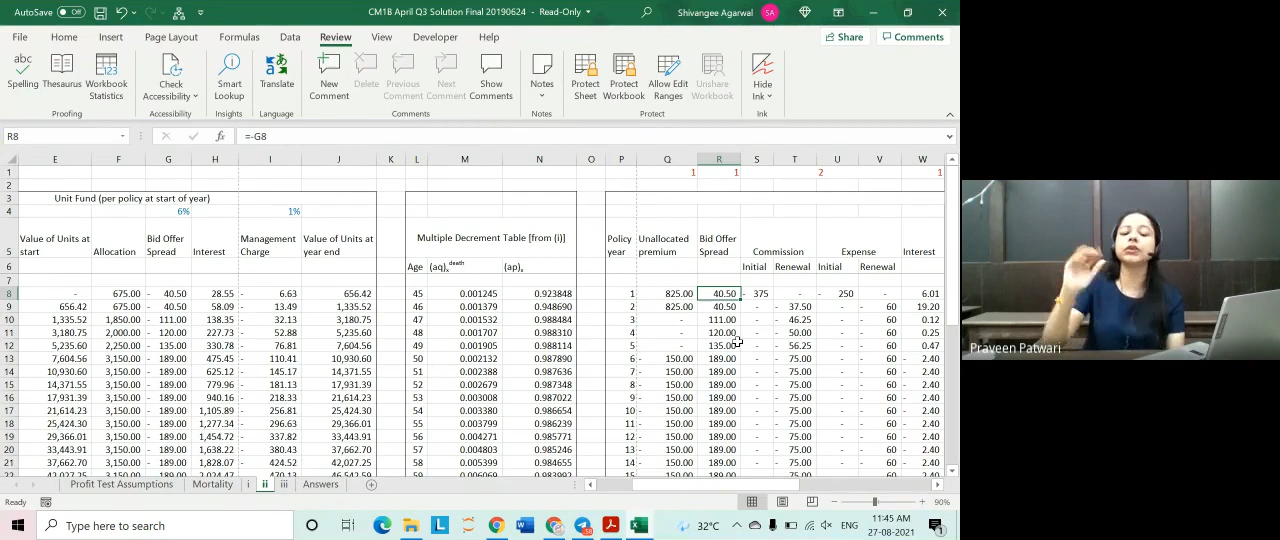 AutoSave Off CM1B April Q3 Solution Final 20190624 - Read-Only Shivangee Agarwal SA
File Home Insert Page Layout Formulas Data Review View Developer Help Share Comments
Spelling Thesaurus Workbook Statistics Check Accessibility Smart Lookup Translate New Comment Delete Previous Comment Next Comment Show Comments Notes Protect Sheet Protect Workbook Allow Edit Ranges Unshare Workbook Hide Ink
Proofing Accessibility Insights Language Comments Notes Protect Ink
R8 fx =-G8
E F G H I J K L M N O P Q R S T U V W
1 1 1 2 1
2
3 Unit Fund (per policy at start of year)
4 6% 1%
5 Value of Units at start Allocation Bid Offer Spread Interest Management Charge Value of Units at year end Multiple Decrement Table [from (i)] Policy year Unallocated premium Bid Offer Spread Commission Expense Interest
6 Age (aq)x death (ap)x Initial Renewal Initial Renewal
7
8 - 675.00 - 40.50 28.55 - 6.63 656.42 45 0.001245 0.923848 1 825.00 40.50 - 375 - 250 6.01
9 656.42 675.00 - 40.50 58.09 - 13.49 1,335.52 46 0.001379 0.948690 2 825.00 40.50 - - 37.50 - - 60 19.20
10 1,335.52 1,850.00 - 111.00 138.35 - 32.13 3,180.75 47 0.001532 0.988484 3 - 111.00 - - 46.25 - - 60 0.12
11 3,180.75 2,000.00 - 120.00 227.73 - 52.88 5,235.60 48 0.001707 0.988310 4 - 120.00 - - 50.00 - - 60 0.25
12 5,235.60 2,250.00 - 135.00 330.78 - 76.81 7,604.56 49 0.001905 0.988114 5 - 135.00 - - 56.25 - - 60 0.47
13 7,604.56 3,150.00 - 189.00 475.45 - 50 0.002135 0.987890 6 - 150.00 189.00 - - 75.00 - - 60 - 2.40
14 10,930.60 3,150.00 - 189.00 625.12 - 145.17 14,371.55 51 0.002388 0.987636 7 - 150.00 189.00 - - 75.00 - - 60 - 2.40
15 14,371.55 3,150.00 - 189.00 779.96 - 181.13 17,931.39 52 0.002679 0.987348 8 - 150.00 189.00 - - 75.00 - - 60 - 2.40
16 17,931.39 3,150.00 - 189.00 940.16 - 218.33 21,614.23 53 0.003008 0.987022 9 - 150.00 189.00 - - 75.00 - - 60 - 2.40
17 21,614.23 3,150.00 - 189.00 1,105.89 - 256.81 25,424.30 54 0.003380 0.986654 10 - 150.00 189.00 - - 75.00 - - 60 - 2.40
18 25,424.30 3,150.00 - 189.00 1,277.34 - 296.63 29,366.01 55 0.003799 0.986239 11 - 150.00 189.00 - - 75.00 - - 60 - 2.40
19 29,366.01 3,150.00 - 189.00 1,454.72 - 337.82 33,443.91 56 0.004271 0.985771 12 - 150.00 189.00 - - 75.00 - - 60 - 2.40
20 33,443.91 3,150.00 - 189.00 1,638.22 - 380.43 37,662.70 57 0.004803 0.985246 13 - 150.00 189.00 - - 75.00 - - 60 - 2.40
21 37,662.70 3,150.00 - 189.00 1,828.07 - 424.52 42,027.25 58 0.005399 0.984655 14 - 150.00 189.00 - - 75.00 - - 60 - 2.40
Profit Test Assumptions Mortality i ii iii Answers
Ready 90%
Type here to search 32°C ENG 11:45 AM 27-08-2021
Praveen Patwari